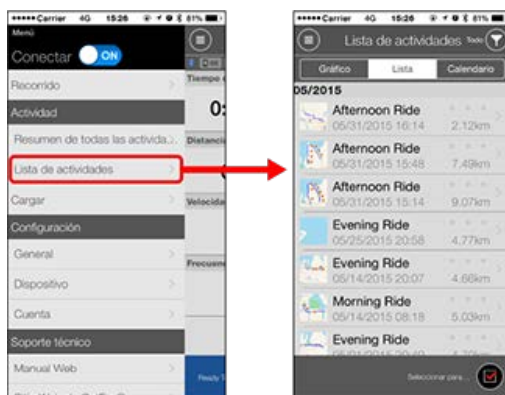 Carrier 4G 15:26 81%
Menú
Conectar ON
Recorrido
Actividad
Resumen de todas las activida...
Lista de actividades
Cargar
Configuración
General
Dispositivo
Cuenta
Soporte técnico
Manual Web
Tiempo
0:
Distancia
Velocida
Frecuen
Ready
Carrier 4G 15:26 81%
Lista de actividades Todo
Gráfico Lista Calendario
05/2015
Afternoon Ride
05/31/2015 16:14 2.12km
Afternoon Ride
05/31/2015 15:48 7.49km
Afternoon Ride
05/31/2015 15:14 9.07km
Evening Ride
05/25/2015 20:58 4.77km
Evening Ride
05/14/2015 20:07 4.66km
Morning Ride
05/14/2015 08:18 5.03km
Evening Ride
Seleccionar para...